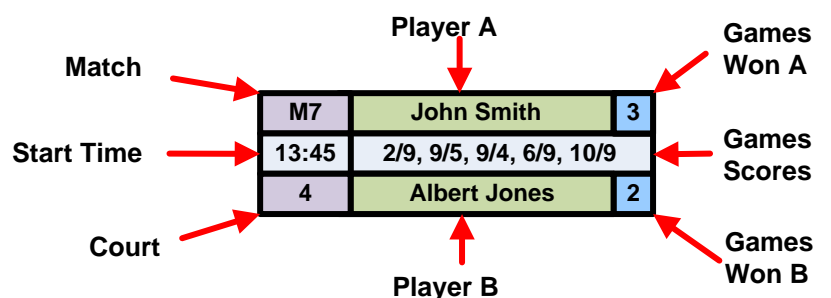 Player A
Games
Won A
Match
M7 John Smith 3
Start Time 13:45 2/9, 9/5, 9/4, 6/9, 10/9 Games
Scores
4 Albert Jones 2
Court
Games
Won B
Player B